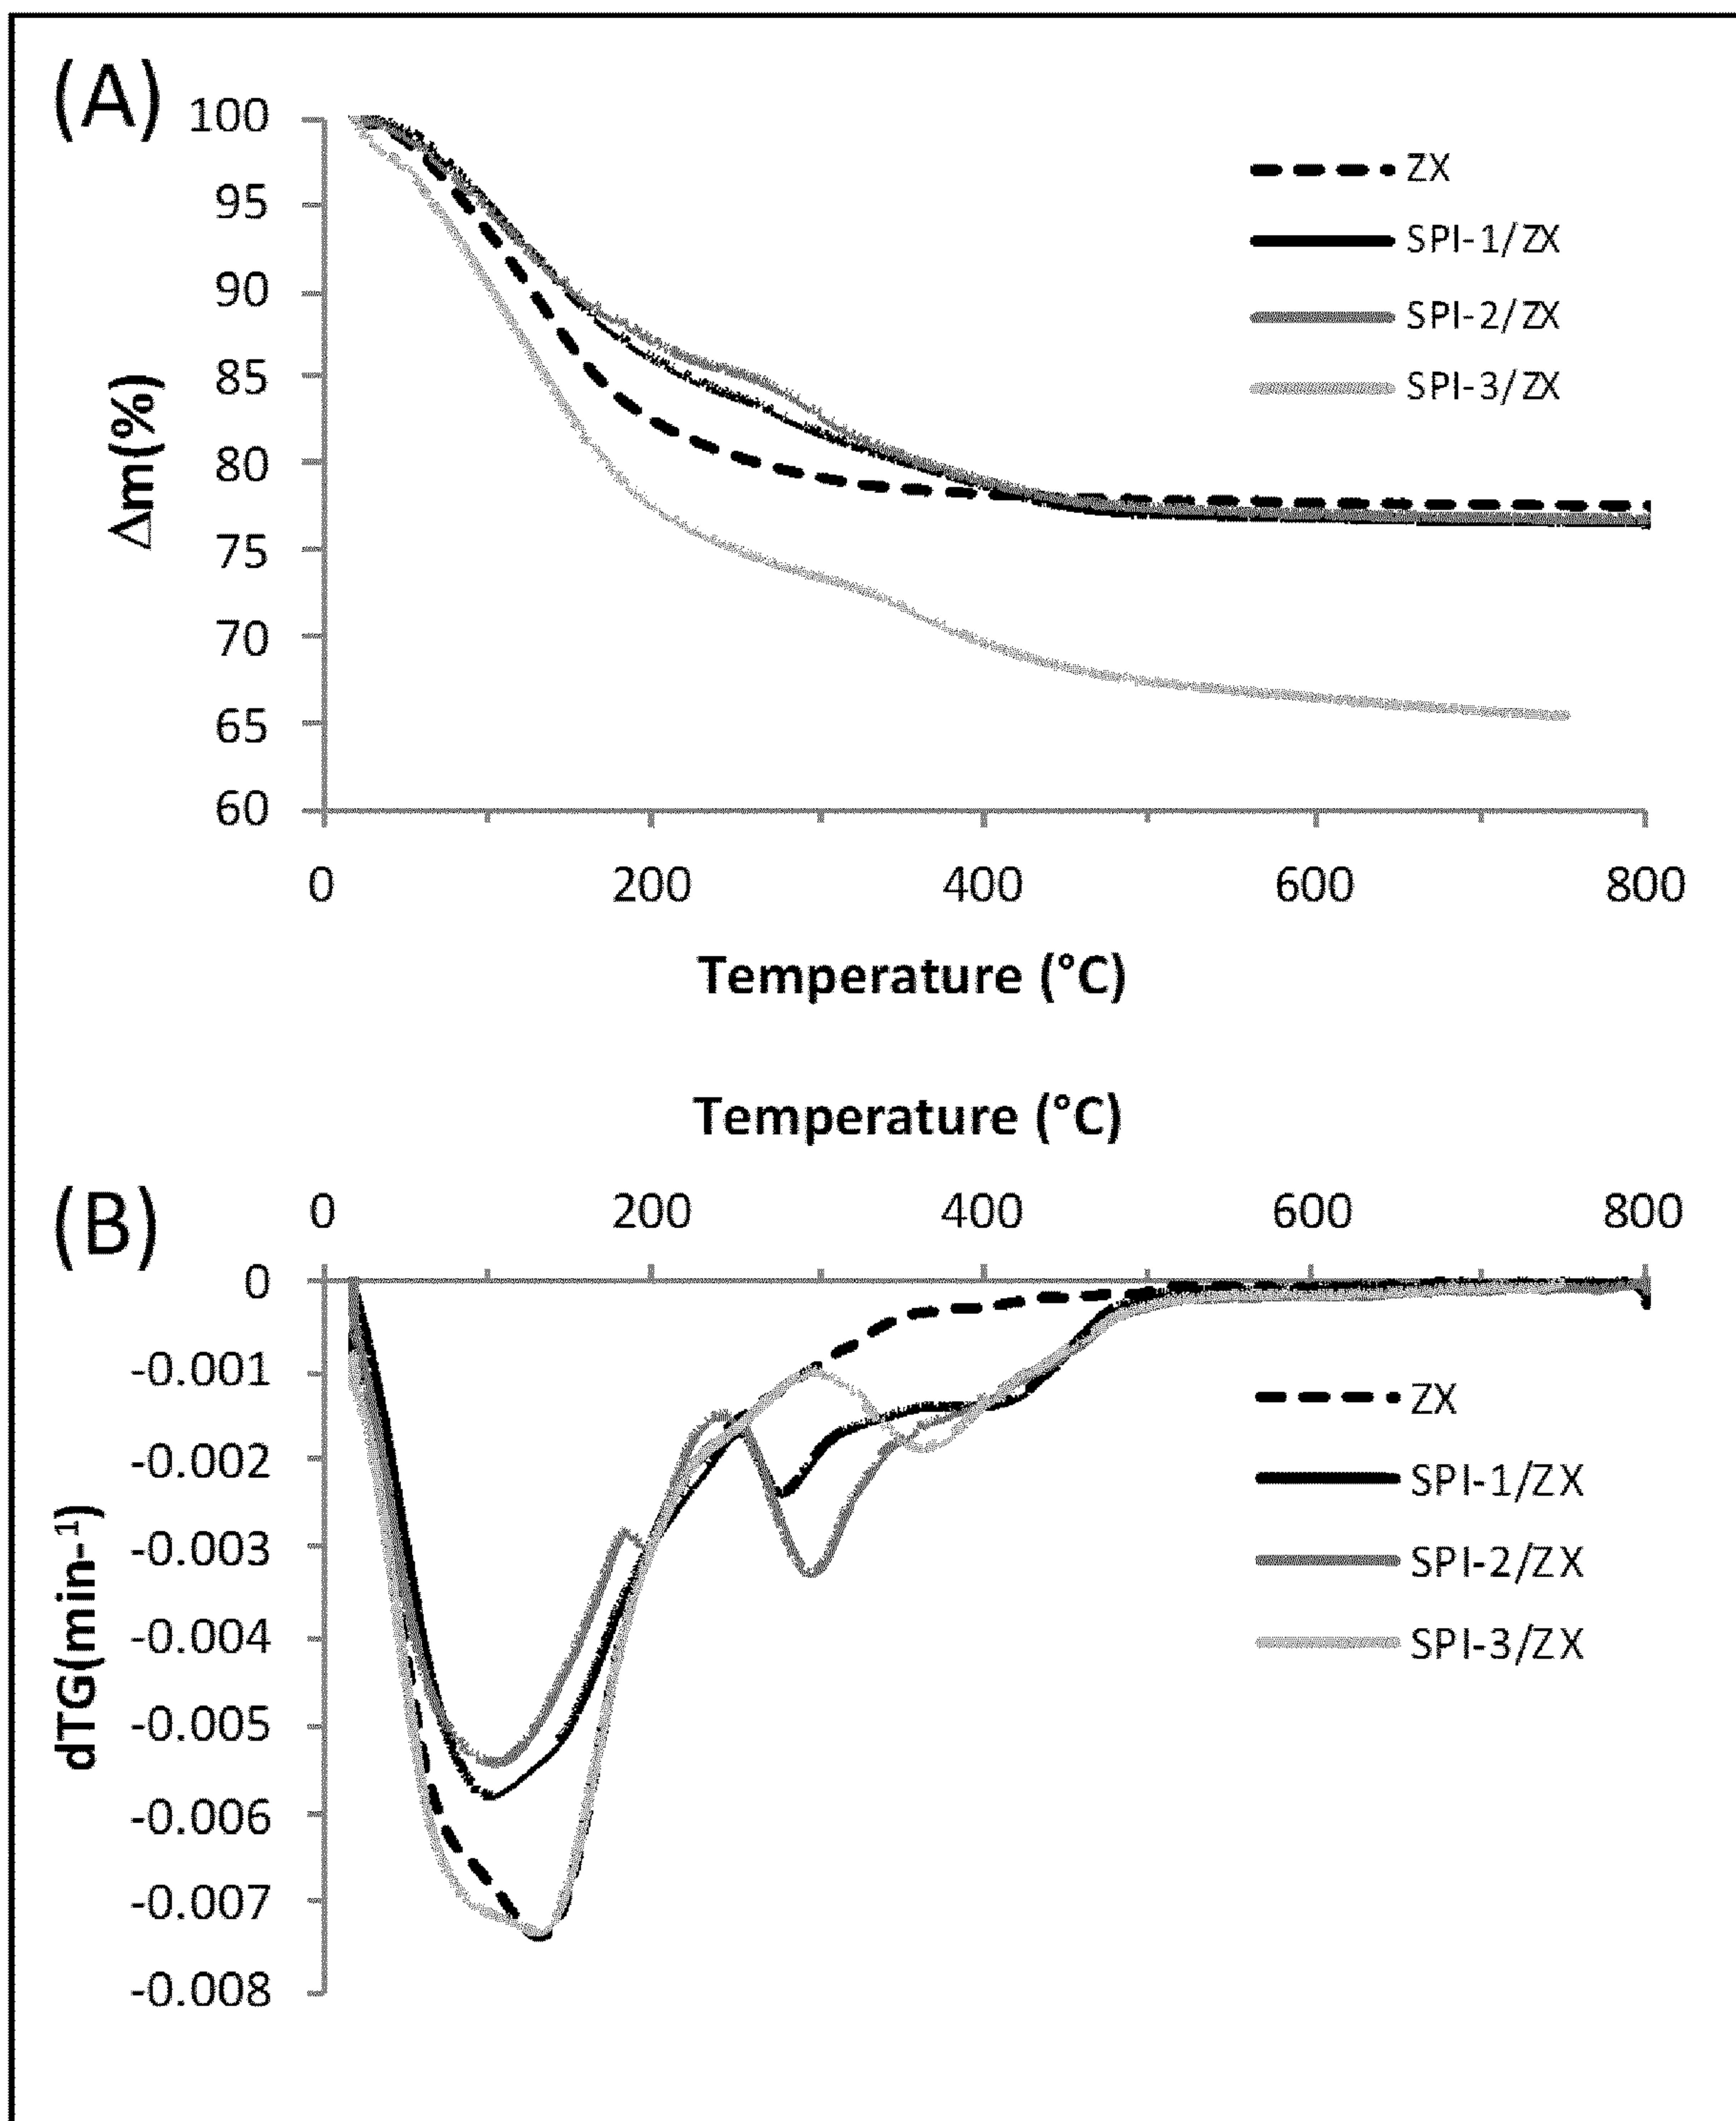 (A)
100
95
90
85
80
75
70
65
60
Δm(%)
ZX
SPI-1/ZX
SPI-2/ZX
SPI-3/ZX
0 200 400 600 800
Temperature (°C)
Temperature (°C)
(B)
0 200 400 600 800
0
-0.001
-0.002
-0.003
-0.004
-0.005
-0.006
-0.007
-0.008
dTG(min-¹)
ZX
SPI-1/ZX
SPI-2/ZX
SPI-3/ZX